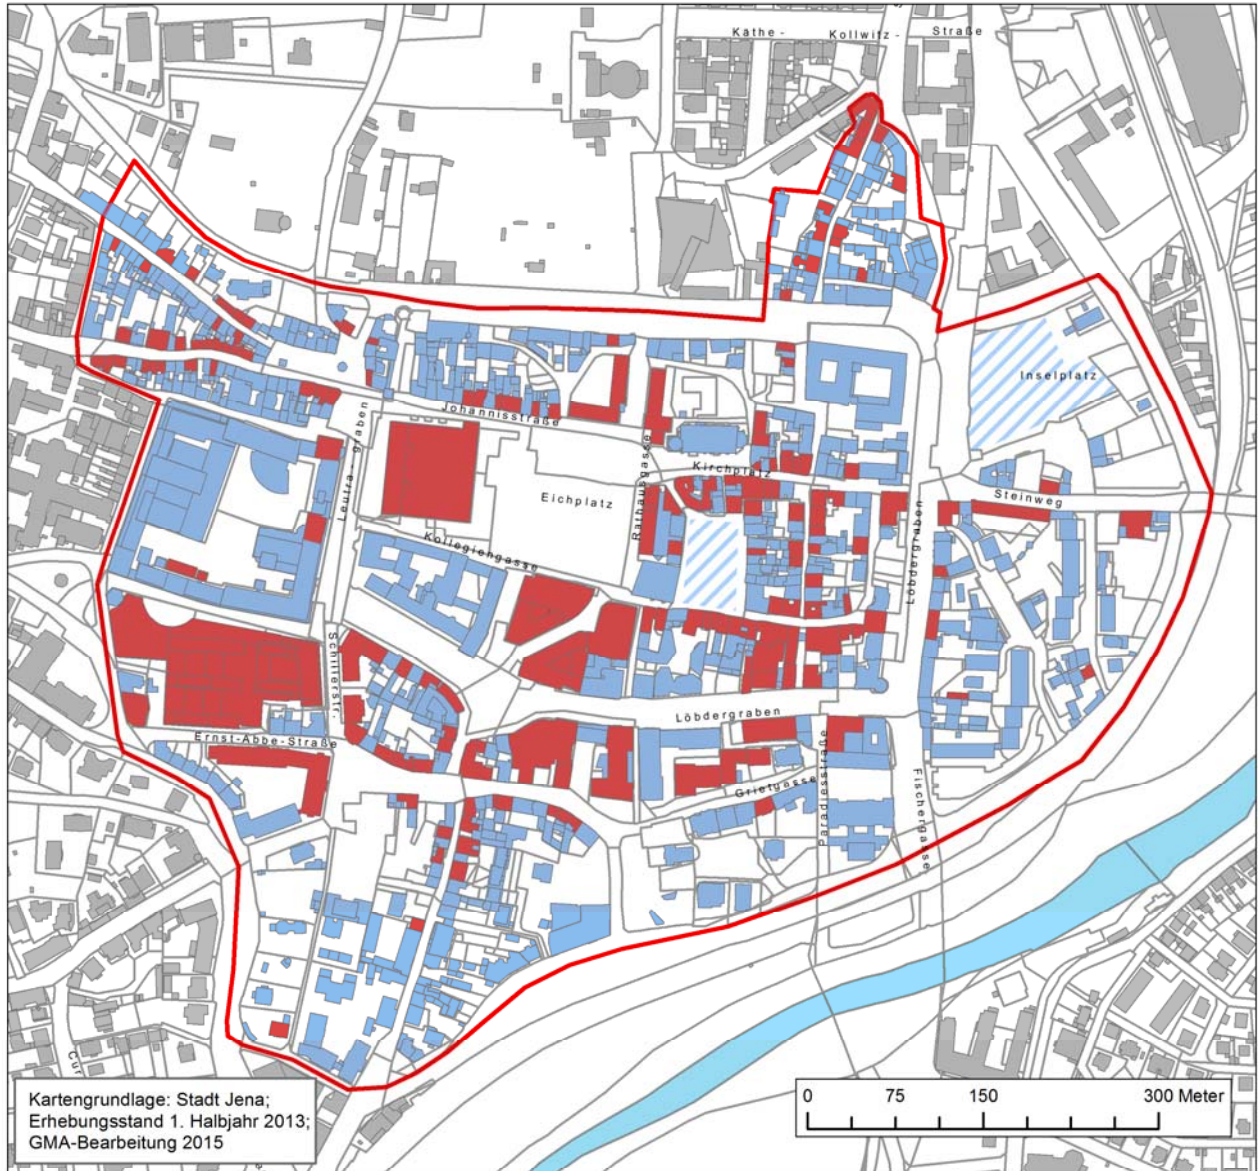 Käthe - Kollwitz - Straße
Inselplatz
Johannisstraße
Leutra - graben
Rathausgasse
Kirchplatz
Eichplatz
Steinweg
Löbdergraben
Kollegiengasse
Schillerstr.
Löbdergraben
Ernst-Abbe-Straße
Grietgasse
Paradiesstraße
Fischergasse
Kartengrundlage: Stadt Jena;
Erhebungsstand 1. Halbjahr 2013;
GMA-Bearbeitung 2015
0 75 150 300 Meter